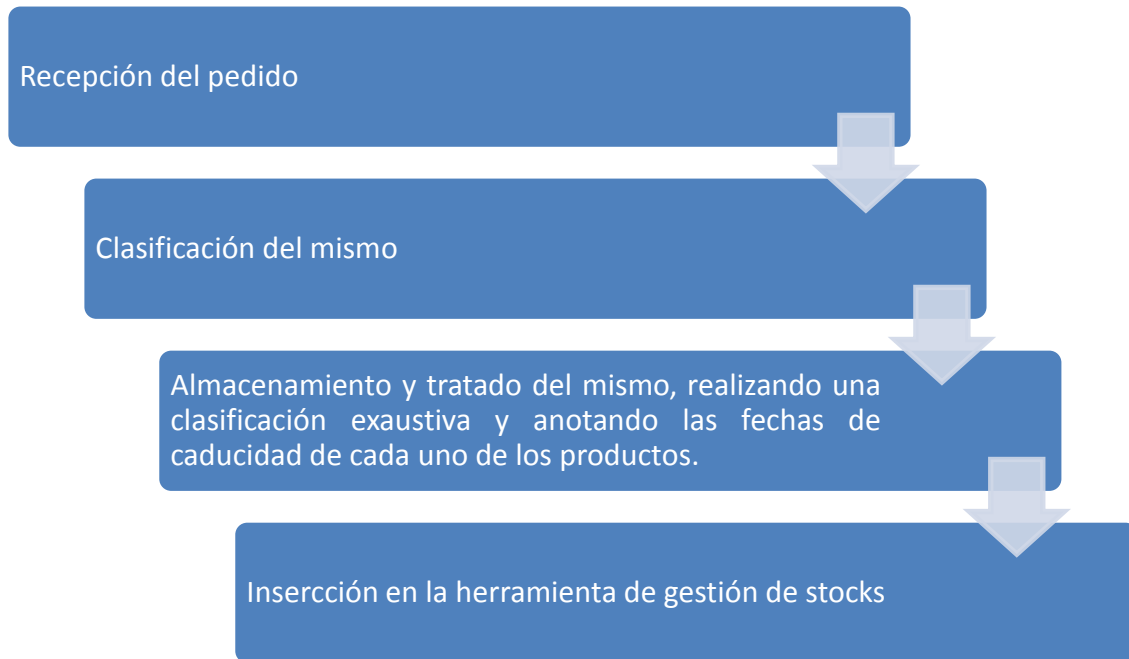 Recepción del pedido
Clasificación del mismo
Almacenamiento y tratado del mismo, realizando una
clasificación exaustiva y anotando las fechas de
caducidad de cada uno de los productos.
Insercción en la herramienta de gestión de stocks